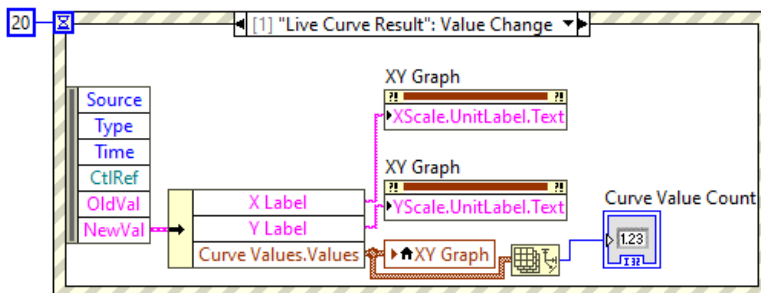 20
[1] "Live Curve Result": Value Change
XY Graph
?! ?!
XScale.UnitLabel.Text
Source
Type
Time
CtlRef
OldVal
NewVal
XY Graph
?! ?!
YScale.UnitLabel.Text
X Label
Y Label
Curve Values.Values
XY Graph
Curve Value Count
1.23
I32